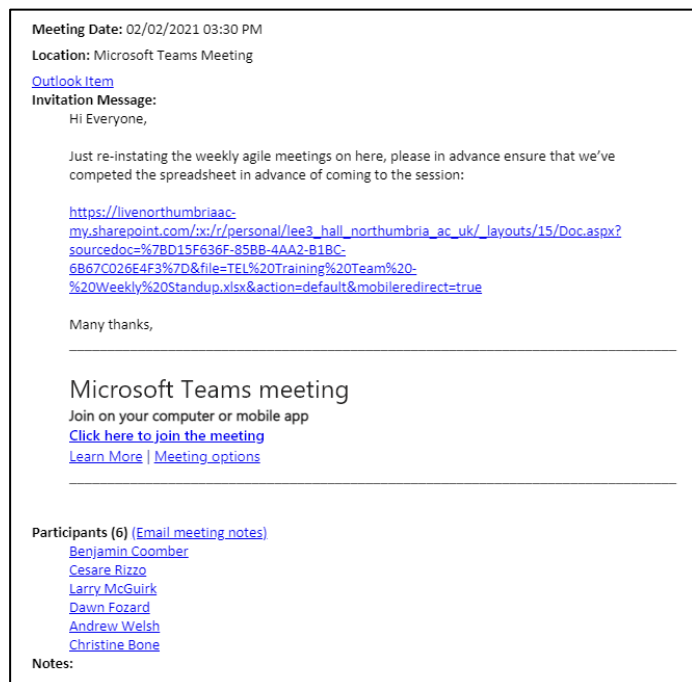 Meeting Date: 02/02/2021 03:30 PM
Location: Microsoft Teams Meeting
Outlook Item
Invitation Message:
Hi Everyone,
Just re-instating the weekly agile meetings on here, please in advance ensure that we've
competed the spreadsheet in advance of coming to the session:
https://livenorthumbriaac-
my.sharepoint.com/:x:/r/personal/lee3_hall_northumbria_ac_uk/_layouts/15/Doc.aspx?
sourcedoc=%7BD15F636F-85BB-4AA2-B1BC-
6B67C026E4F3%7D&file=TEL%20Training%20Team%20-
%20Weekly%20Standup.xlsx&action=default&mobileredirect=true
Many thanks,
________________________________________________________________________________
Microsoft Teams meeting
Join on your computer or mobile app
Click here to join the meeting
Learn More | Meeting options
________________________________________________________________________________
Participants (6) (Email meeting notes)
Benjamin Coomber
Cesare Rizzo
Larry McGuirk
Dawn Fozard
Andrew Welsh
Christine Bone
Notes: